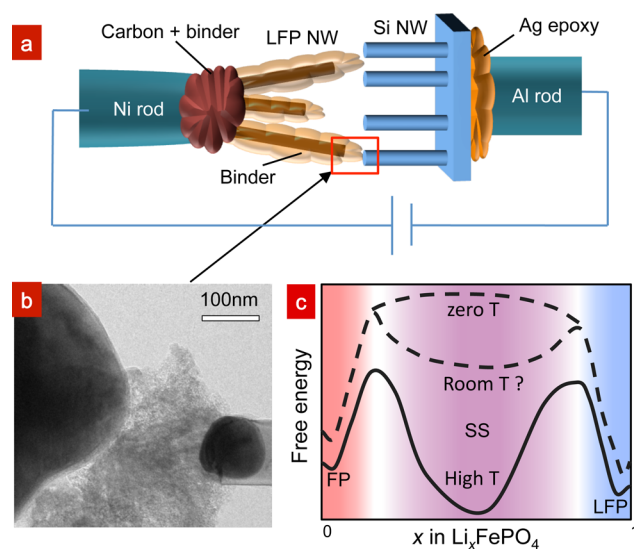 a
Carbon + binder
LFP NW
Si NW
Ag epoxy
Ni rod
Al rod
Binder
b
100nm
c
zero T
Room T ?
SS
High T
FP
LFP
Free energy
0
1
x in LiₓFePO₄